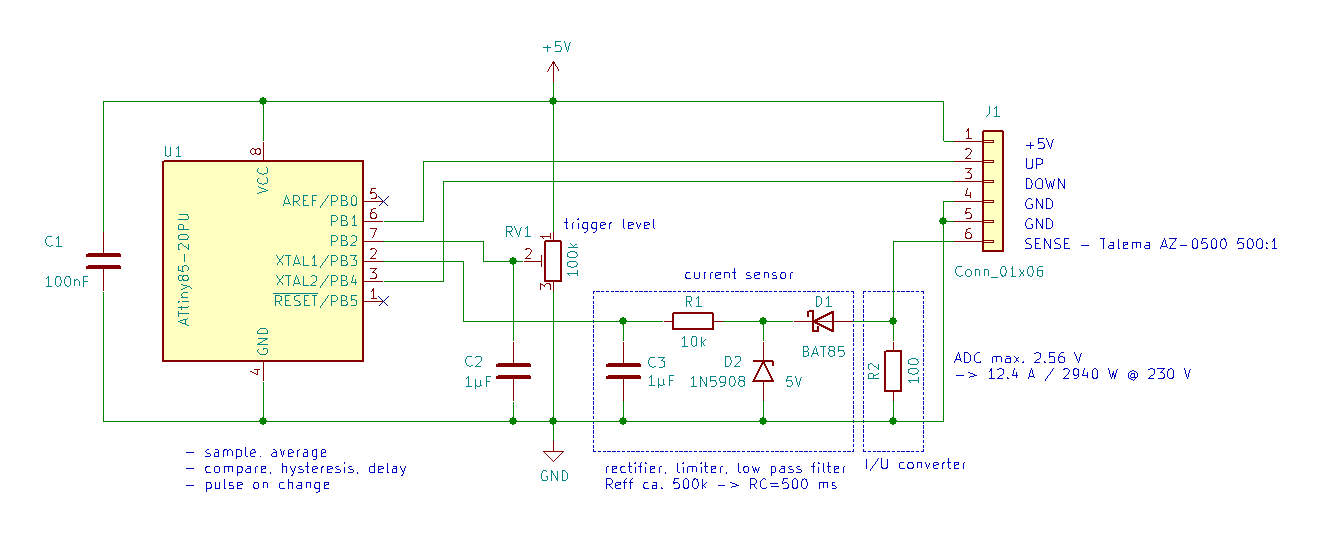 +5V
J1
U1
8
VCC
1
+5V
2
UP
3
DOWN
4
GND
5
GND
6
SENSE - Talema AZ-0500 500:1
Conn_01x06
AREF/PB0
5
PB1
6
PB2
7
XTAL1/PB3
2
XTAL2/PB4
3
RESET/PB5
1
ATtiny85-20PU
GND
4
C1
100nF
RV1
trigger level
1
2
3
100k
current sensor
R1
10k
D1
BAT85
C2
1µF
C3
1µF
D2
1N5908
5V
R2
100
ADC max. 2.56 V
-> 12.4 A / 2940 W @ 230 V
GND
- sample, average
- compare, hysteresis, delay
- pulse on change
rectifier, limiter, low pass filter
Reff ca. 500k -> RC=500 ms
I/U converter